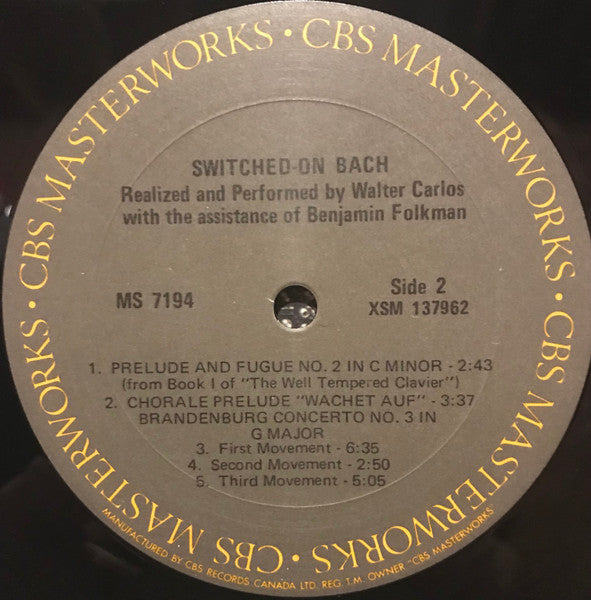 CBS MASTERWORKS · CBS MASTERWORKS · CBS MASTERWORKS · CBS MASTERWORKS · CBS MASTERWORKS ·
SWITCHED-ON BACH
Realized and Performed by Walter Carlos
with the assistance of Benjamin Folkman
MS 7194
Side 2
XSM 137962
1. PRELUDE AND FUGUE NO. 2 IN C MINOR - 2:43
(from Book I of "The Well Tempered Clavier")
2. CHORALE PRELUDE "WACHET AUF" - 3:37
BRANDENBURG CONCERTO NO. 3 IN
G MAJOR
3. First Movement - 6:35
4. Second Movement - 2:50
5. Third Movement - 5:05
MANUFACTURED BY CBS RECORDS CANADA LTD. REG. T.M. OWNER "CBS MASTERWORKS